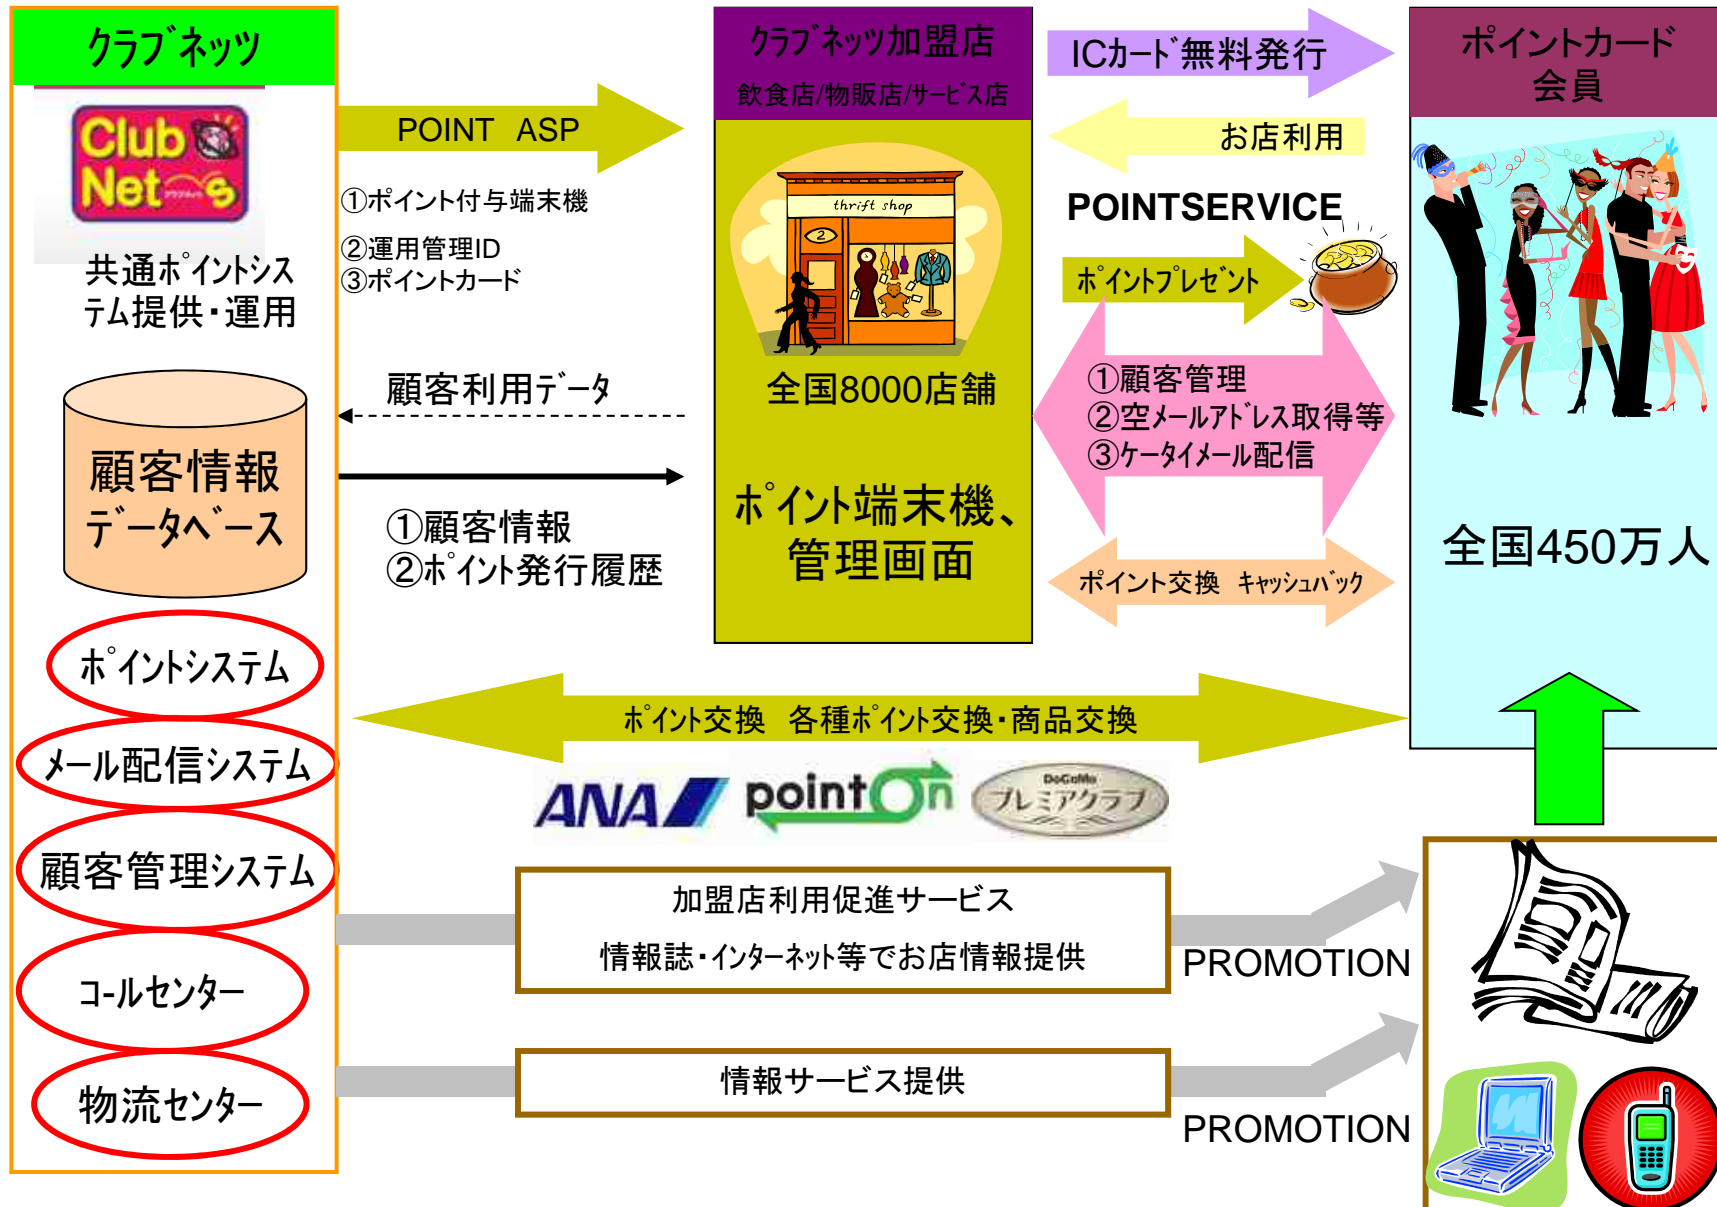 クラブネッツ
Club
Net s
クラブネッツ
共通ポイントシス
テム提供・運用
顧客情報
データベース
ポイントシステム
メール配信システム
顧客管理システム
コールセンター
物流センター
POINT ASP
①ポイント付与端末機
②運用管理ID
③ポイントカード
顧客利用データ
①顧客情報
②ポイント発行履歴
クラブネッツ加盟店
飲食店/物販店/サービス店
thrift shop
2
全国8000店舗
ポイント端末機、
管理画面
ICカード無料発行
お店利用
POINTSERVICE
ポイントプレゼント
①顧客管理
②空メールアドレス取得等
③ケータイメール配信
ポイント交換 キャッシュバック
ポイントカード
会員
全国450万人
ポイント交換 各種ポイント交換・商品交換
ANA
pointOn
DoCoMo
プレミアクラブ
加盟店利用促進サービス
情報誌・インターネット等でお店情報提供
PROMOTION
情報サービス提供
PROMOTION